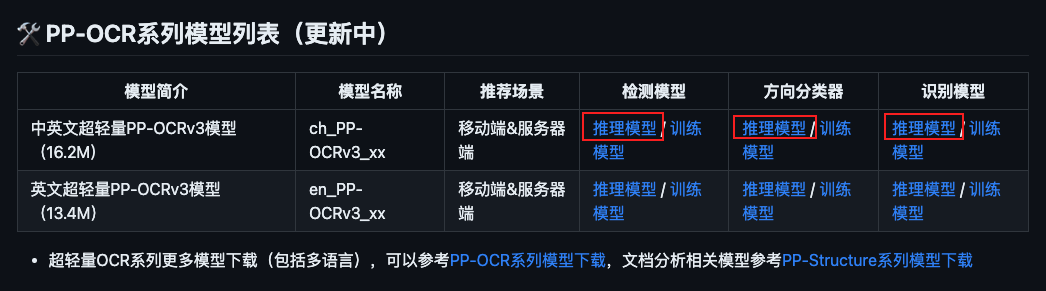 🛠️ PP-OCR系列模型列表（更新中）
模型简介 模型名称 推荐场景 检测模型 方向分类器 识别模型
中英文超轻量PP-OCRv3模型 ch_PP- 移动端&服务器 推理模型 / 训练 推理模型 / 训练 推理模型 / 训练
（16.2M） OCRv3_xx 端 模型 模型 模型
英文超轻量PP-OCRv3模型 en_PP- 移动端&服务器 推理模型 / 训练 推理模型 / 训练 推理模型 / 训练
（13.4M） OCRv3_xx 端 模型 模型 模型
• 超轻量OCR系列更多模型下载（包括多语言），可以参考PP-OCR系列模型下载，文档分析相关模型参考PP-Structure系列模型下载